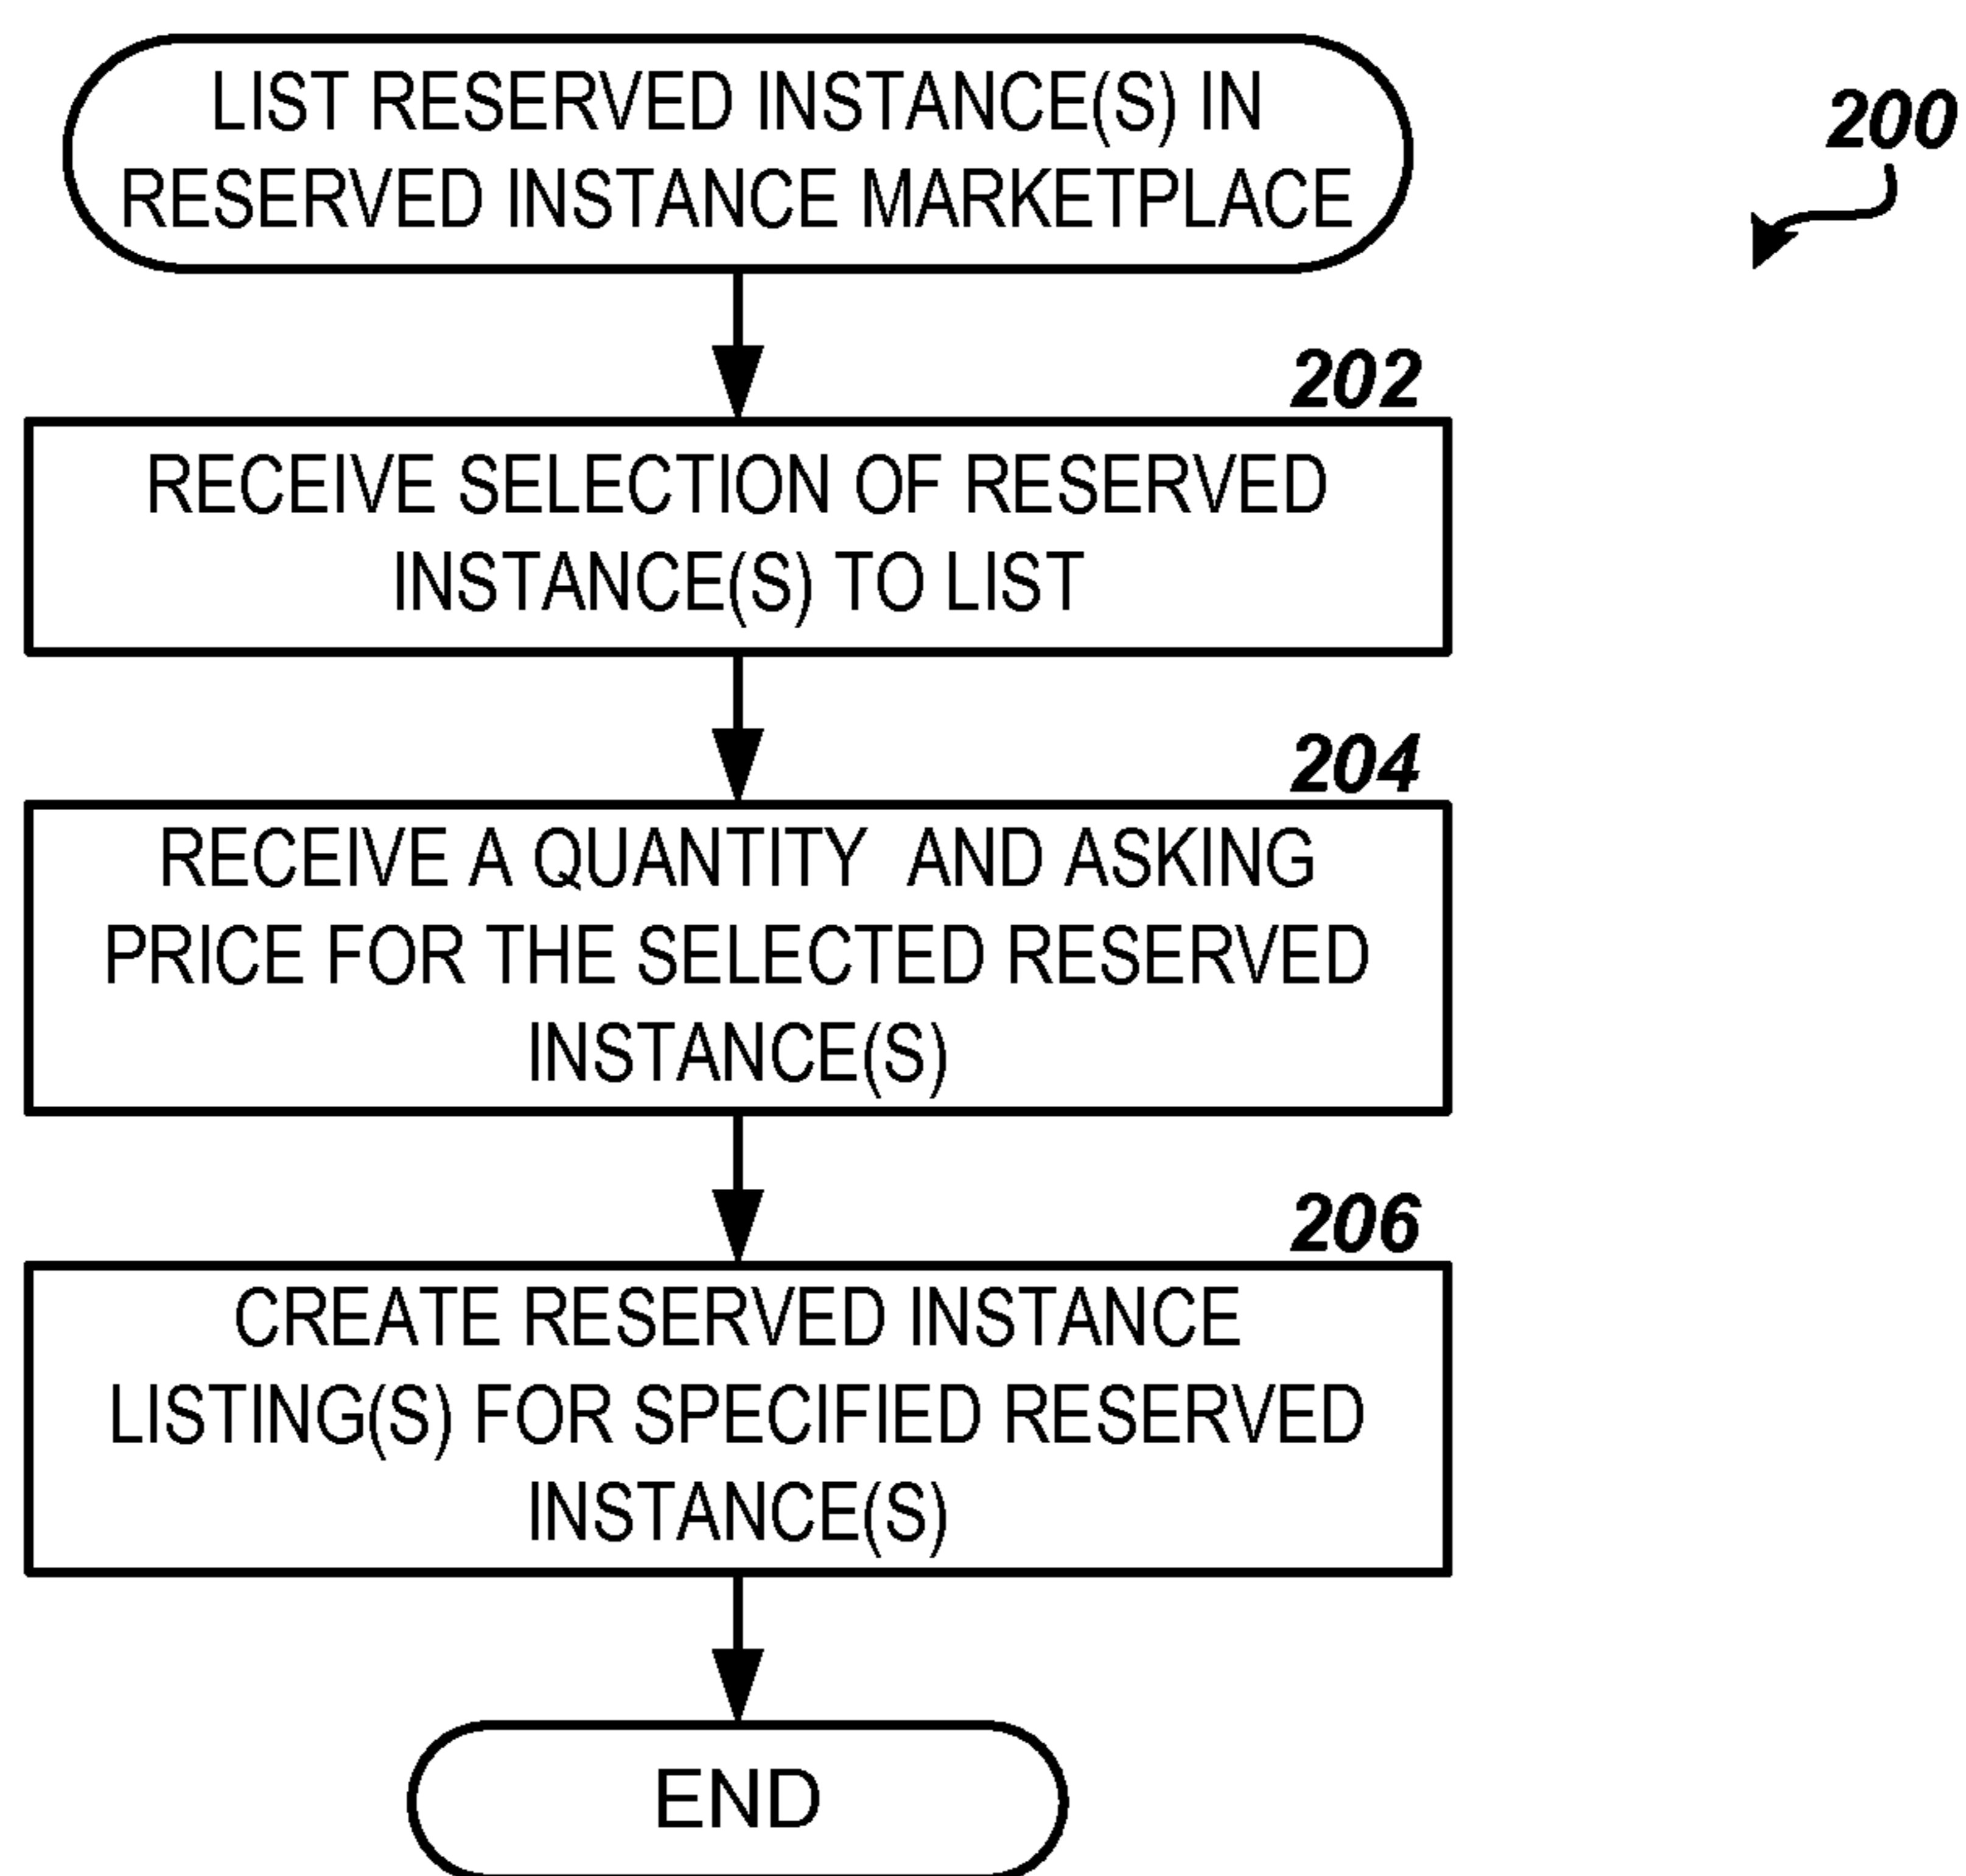 LIST RESERVED INSTANCE(S) IN
RESERVED INSTANCE MARKETPLACE
200
202
RECEIVE SELECTION OF RESERVED
INSTANCE(S) TO LIST
204
RECEIVE A QUANTITY AND ASKING
PRICE FOR THE SELECTED RESERVED
INSTANCE(S)
206
CREATE RESERVED INSTANCE
LISTING(S) FOR SPECIFIED RESERVED
INSTANCE(S)
END